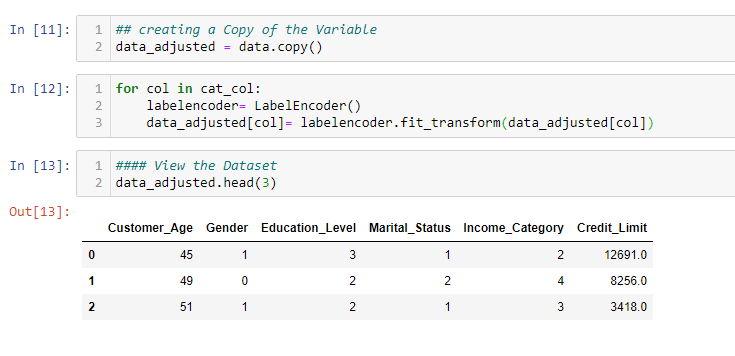 In [11]: 1 ## creating a Copy of the Variable
2 data_adjusted = data.copy()
In [12]: 1 for col in cat_col:
2 labelencoder= LabelEncoder()
3 data_adjusted[col]= labelencoder.fit_transform(data_adjusted[col])
In [13]: 1 #### View the Dataset
2 data_adjusted.head(3)
Out[13]:
Customer_Age Gender Education_Level Marital_Status Income_Category Credit_Limit
0 45 1 3 1 2 12691.0
1 49 0 2 2 4 8256.0
2 51 1 2 1 3 3418.0